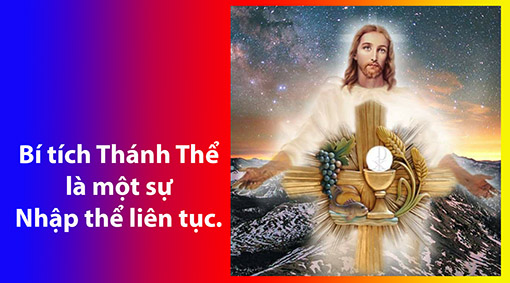 Bí tích Thánh Thể
là một sự
Nhập thể liên tục.